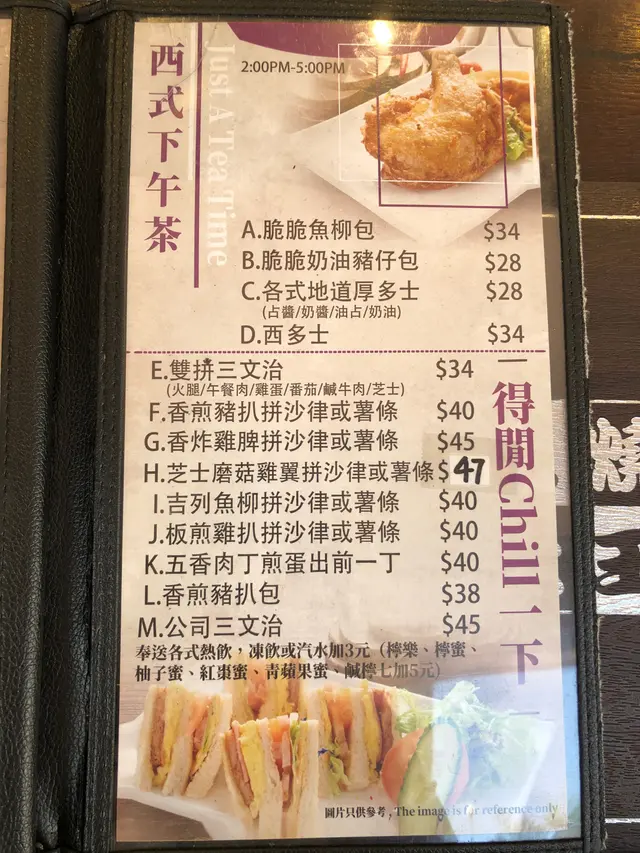 西式下午茶
Just A Tea Time
2:00PM-5:00PM
A.脆脆魚柳包 $34
B.脆脆奶油豬仔包 $28
C.各式地道厚多士 $28
(占醬/奶醬/油占/奶油)
D.西多士 $34
E.雙拼三文治 $34
(火腿/午餐肉/雞蛋/番茄/鹹牛肉/芝士)
F.香煎豬扒拼沙律或薯條 $40
G.香炸雞脾拼沙律或薯條 $45
H.芝士磨菇雞翼拼沙律或薯條 $47
I.吉列魚柳拼沙律或薯條 $40
J.板煎雞扒拼沙律或薯條 $40
K.五香肉丁煎蛋出前一丁 $40
L.香煎豬扒包 $38
M.公司三文治 $45
得閒Chill一下
奉送各式熱飲，凍飲或汽水加3元（檸樂、檸蜜、
柚子蜜、紅棗蜜、青蘋果蜜、鹹檸七加5元）
圖片只供參考 , The image is for reference only